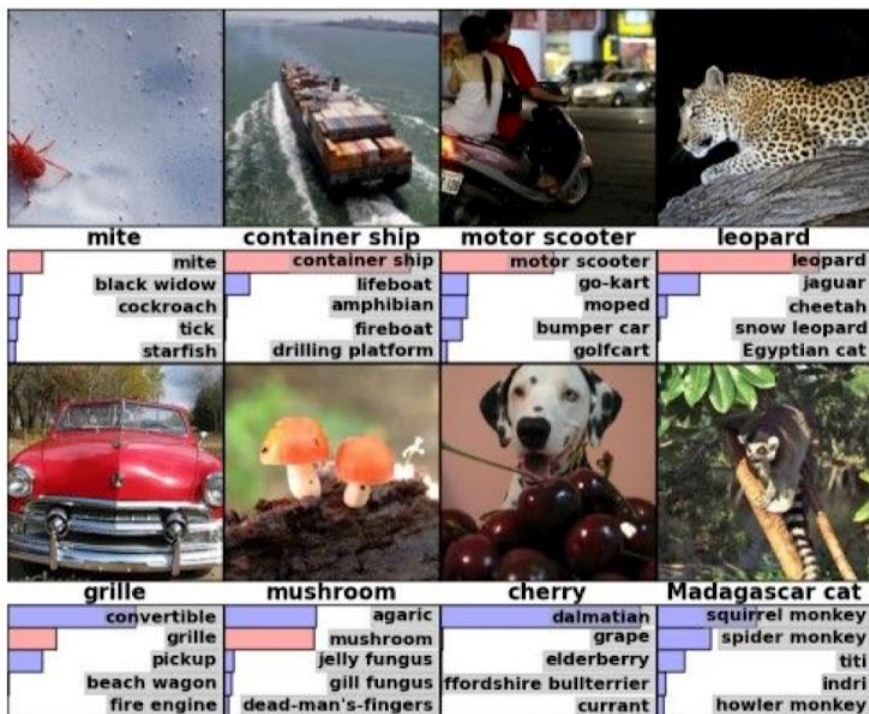 mite
container ship
motor scooter
leopard
mite
black widow
cockroach
tick
starfish
container ship
lifeboat
amphibian
fireboat
drilling platform
motor scooter
go-kart
moped
bumper car
golfcart
leopard
jaguar
cheetah
snow leopard
Egyptian cat
grille
mushroom
cherry
Madagascar cat
convertible
grille
pickup
beach wagon
fire engine
agaric
mushroom
jelly fungus
gill fungus
dead-man's-fingers
dalmatian
grape
elderberry
ffordshire bullterrier
currant
squirrel monkey
spider monkey
titi
indri
howler monkey